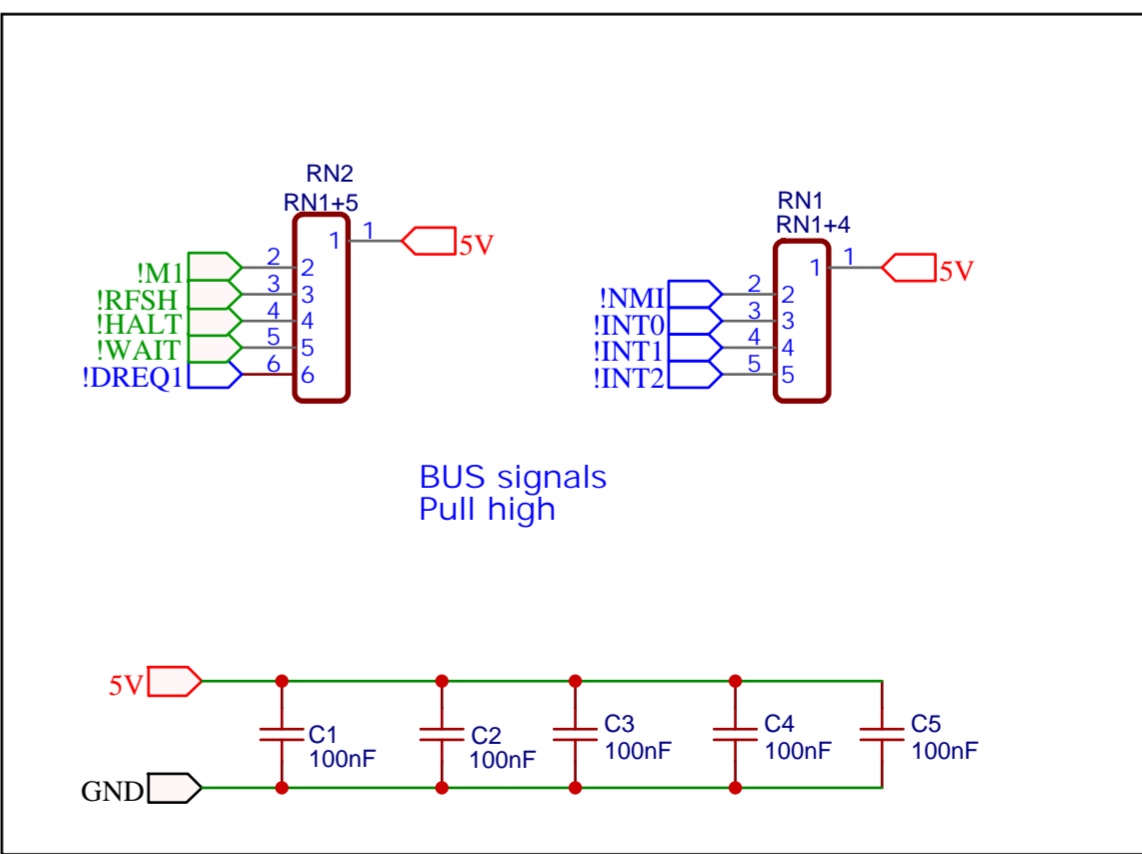 RN2
RN1+5
1 1 5V
!M1 2 2
!RFSH 3 3
!HALT 4 4
!WAIT 5 5
!DREQ1 6 6
RN1
RN1+4
1 1 5V
!NMI 2 2
!INT0 3 3
!INT1 4 4
!INT2 5 5
BUS signals
Pull high
5V
C1
100nF
C2
100nF
C3
100nF
C4
100nF
C5
100nF
GND